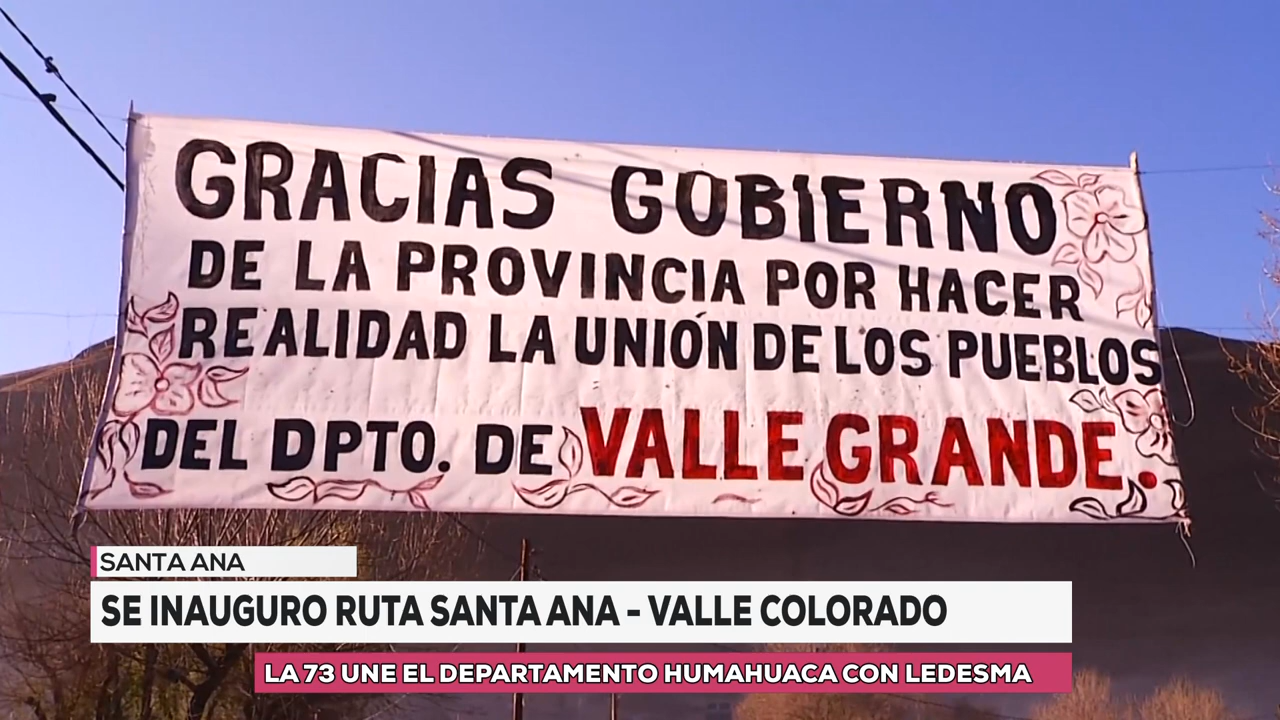 GRACIAS GOBIERNO
DE LA PROVINCIA POR HACER
REALIDAD LA UNIÓN DE LOS PUEBLOS
DEL DPTO. DE VALLE GRANDE.
SANTA ANA
SE INAUGURO RUTA SANTA ANA - VALLE COLORADO
LA 73 UNE EL DEPARTAMENTO HUMAHUACA CON LEDESMA